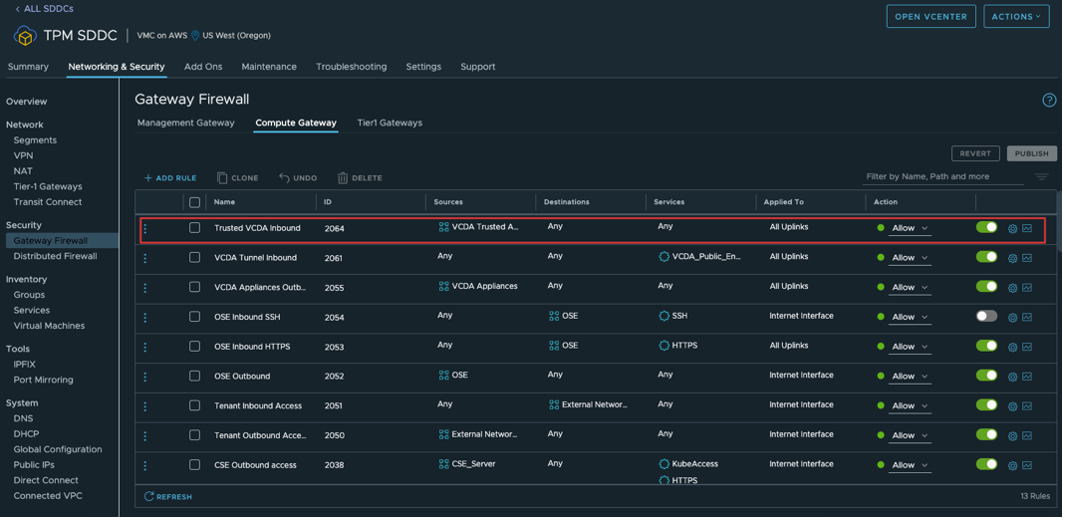 < ALL SDDCs
OPEN VCENTER
ACTIONS
TPM SDDC
VMC on AWS
US West (Oregon)
Summary Networking & Security Add Ons Maintenance Troubleshooting Settings Support
Overview
Network
Segments
VPN
NAT
Tier-1 Gateways
Transit Connect
Security
Gateway Firewall
Distributed Firewall
Inventory
Groups
Services
Virtual Machines
Tools
IPFIX
Port Mirroring
System
DNS
DHCP
Global Configuration
Public IPs
Direct Connect
Connected VPC
Gateway Firewall
?
Management Gateway Compute Gateway Tier1 Gateways
REVERT PUBLISH
+ ADD RULE CLONE UNDO DELETE Filter by Name, Path and more
Name ID Sources Destinations Services Applied To Action
Trusted VCDA Inbound 2064 VCDA Trusted A... Any Any All Uplinks Allow
VCDA Tunnel Inbound 2061 Any Any VCDA_Public_En... All Uplinks Allow
VCDA Appliances Outb... 2055 VCDA Appliances Any Any All Uplinks Allow
OSE Inbound SSH 2054 Any OSE SSH Internet Interface Allow
OSE Inbound HTTPS 2053 Any OSE HTTPS All Uplinks Allow
OSE Outbound 2052 OSE Any Any Internet Interface Allow
Tenant Inbound Access 2051 Any External Networ... Any Internet Interface Allow
Tenant Outbound Acce... 2050 External Networ... Any Any Internet Interface Allow
CSE Outbound access 2038 CSE_Server Any KubeAccess Internet Interface Allow
HTTPS
REFRESH 13 Rules